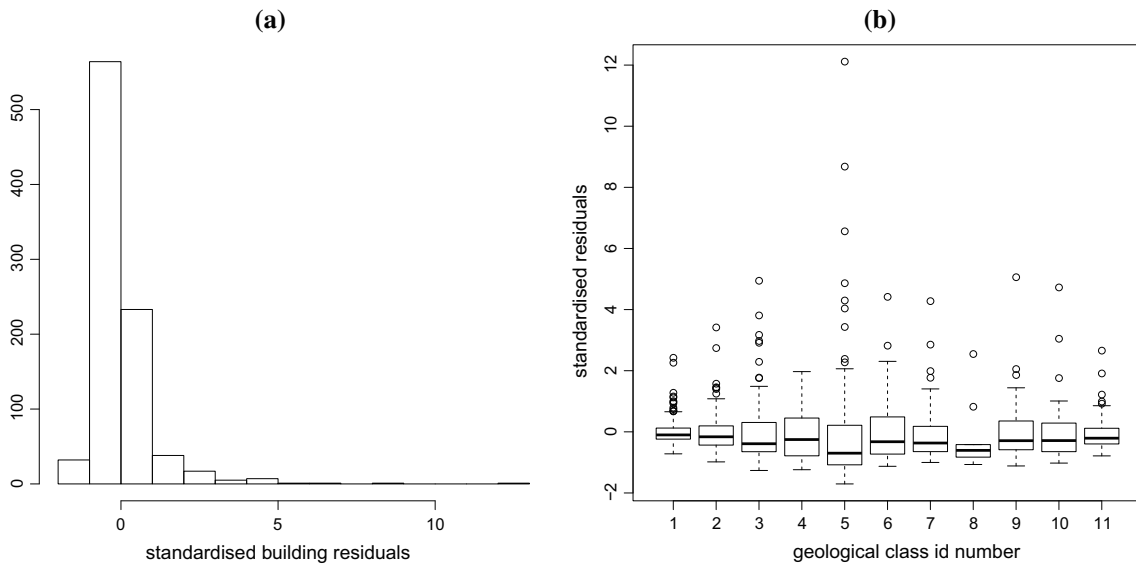 (a)
500
400
300
200
100
0
0 5 10
standardised building residuals
(b)
12
10
8
6
4
2
0
−2
standardised residuals
1 2 3 4 5 6 7 8 9 10 11
geological class id number